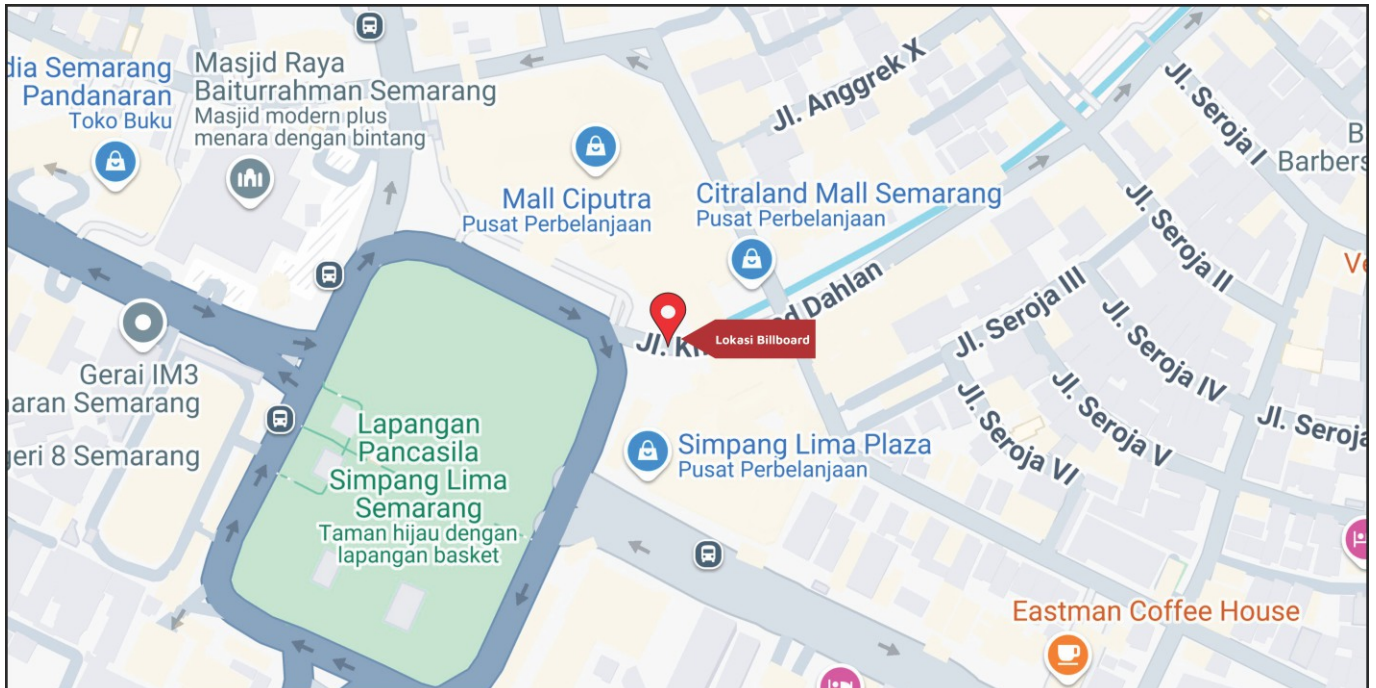 dia Semarang
Pandanaran
Toko Buku
Masjid Raya
Baiturrahman Semarang
Masjid modern plus
menara dengan bintang
Mall Ciputra
Pusat Perbelanjaan
Citraland Mall Semarang
Pusat Perbelanjaan
Jl. Anggrek X
Jl. Seroja I
B
Barbers
Jl. Seroja II
Ve
Jl. Seroja III
Jl. Seroja IV
Jl. Seroja V
Jl. Seroja VI
Jl. Seroja
Dahlan
Lokasi Billboard
Gerai IM3
aran Semarang
geri 8 Semarang
Lapangan
Pancasila
Simpang Lima
Semarang
Taman hijau dengan
lapangan basket
Simpang Lima Plaza
Pusat Perbelanjaan
Eastman Coffee House